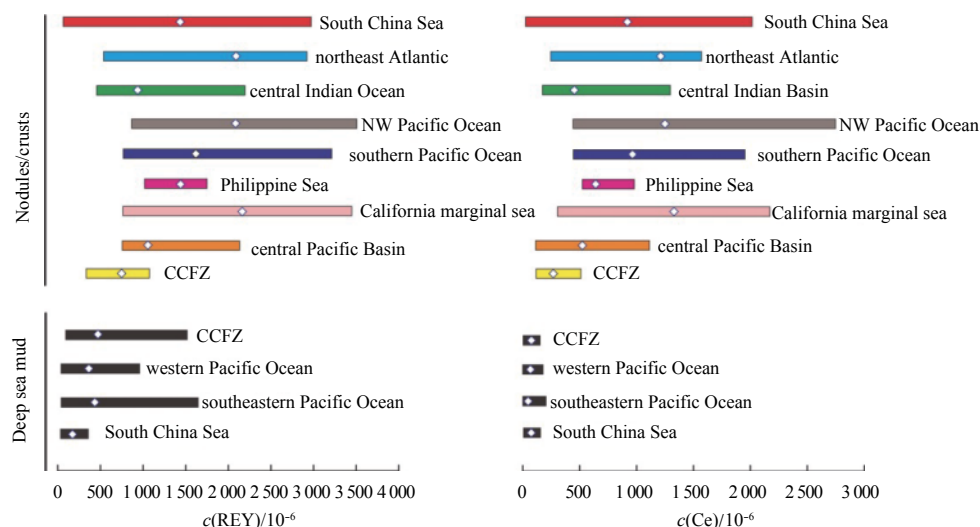 Nodules/crusts
South China Sea
northeast Atlantic
central Indian Ocean
NW Pacific Ocean
southern Pacific Ocean
Philippine Sea
California marginal sea
central Pacific Basin
CCFZ
South China Sea
northeast Atlantic
central Indian Basin
NW Pacific Ocean
southern Pacific Ocean
Philippine Sea
California marginal sea
central Pacific Basin
CCFZ
Deep sea mud
CCFZ
western Pacific Ocean
southeastern Pacific Ocean
South China Sea
CCFZ
western Pacific Ocean
southeastern Pacific Ocean
South China Sea
0 500 1 000 1 500 2 000 2 500 3 000 3 500 4 000
c(REY)/10⁻⁶
0 500 1 000 1 500 2 000 2 500 3 000
c(Ce)/10⁻⁶